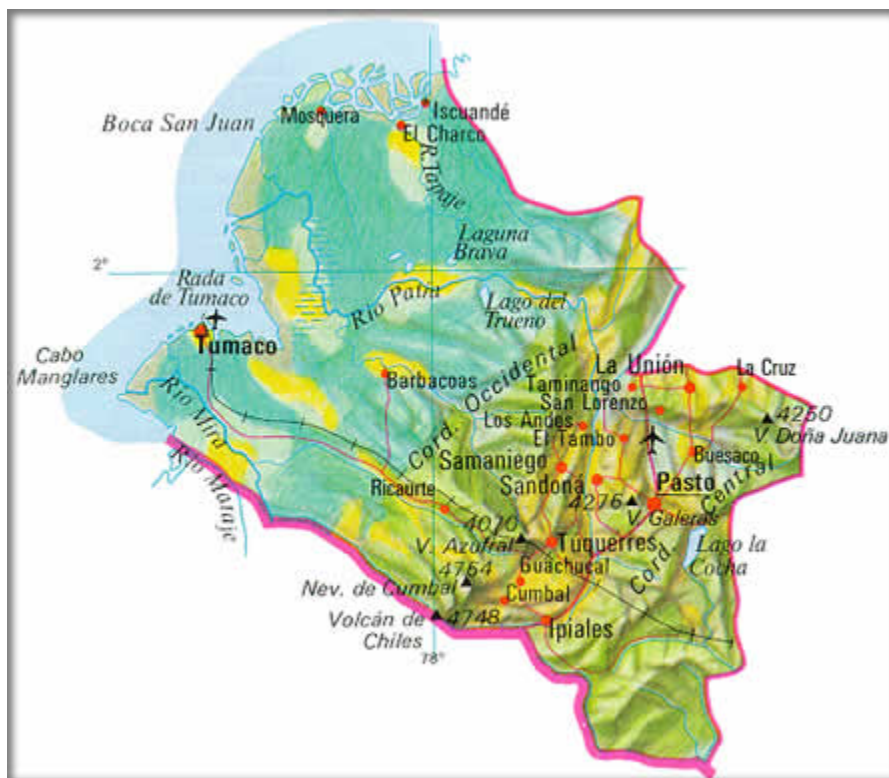 Iscuandé
Mosquera
Boca San Juan
El Charco
R. Tapaje
Laguna
Brava
2°
Rada
de Tumaco
Río Patía
Lago del
Trueno
Tumaco
Cabo
Manglares
Barbacoas
Cord. Occidental
La Unión
La Cruz
Taminango
San Lorenzo
Los Andes
El Tambo
4250
V. Doña Juana
Río Mira
Río Mataje
Samaniego
Buesaco
Sandoná
Pasto
4276
V. Galeras
Cord. Central
Ricaurte
4070
V. Azufral
Tuquerres
Lago la
Cocha
Guachucal
4764
Nev. de Cumbal
Cumbal
Volcán de
Chiles
4748
Ipiales
78°